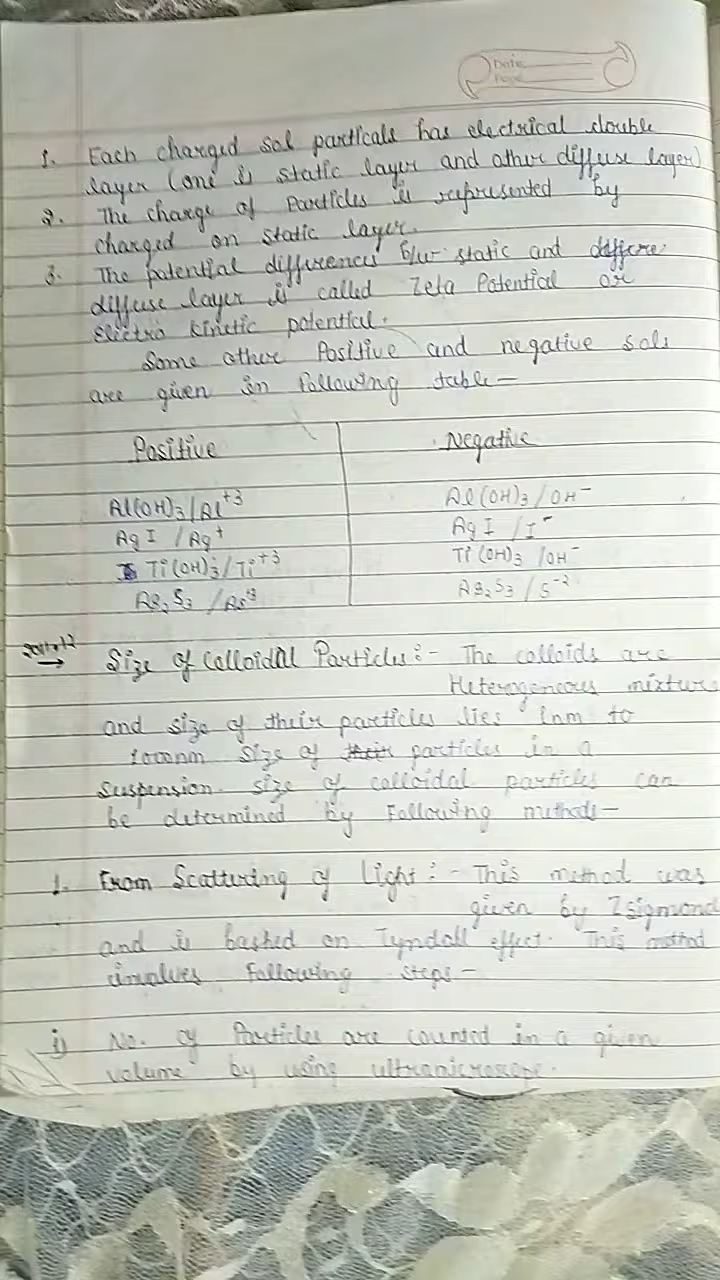 Date
Page
1. Each charged sol particals has electrical double
layer (one is static layer and other diffuse layer)
2. The charge of Particles is represented by
charged on static layer.
3. The potential differences b/w static and differe
diffuse layer is called Zeta Potential or
Electro kinetic potential.
Some other Positive and negative sols
are given in following table—
Positive Negative
Al(OH)3/Al+3 Al(OH)3/OH-
AgI/Ag+ AgI/I-
Ti(OH)3/Ti+3 Ti(OH)3/OH-
As2S3/As+3 As2S3/S-2
→ Size of Colloidal Particles:- The colloids are
Heterogeneous mixture
and size of their particles lies 1nm to
1000nm size of their particles in a
suspension. size of colloidal particles can
be determined by following methods—
1. From Scattering of Light:- This method was
given by Zsigmond
and is bashed on Tyndall effect. This method
involves following steps—
i) No. of Particles are counted in a given
volume by using ultramicroscope.